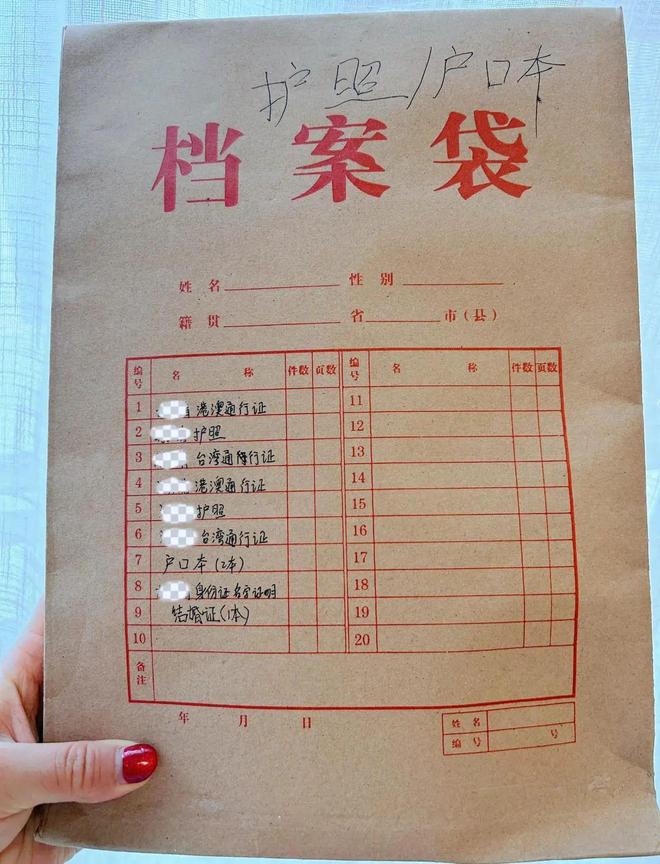 护照/户口本
档案袋
姓名 性别
籍贯 省 市(县)
编号 名称 件数 页数 编号 名称 件数 页数
1 港澳通行证 11
2 护照 12
3 台湾通行证 13
4 港澳通行证 14
5 护照 15
6 台湾通行证 16
7 户口本(2本) 17
8 身份证名字证明 18
9 结婚证(1本) 19
10 20
备注
年 月 日
姓名
编号 号